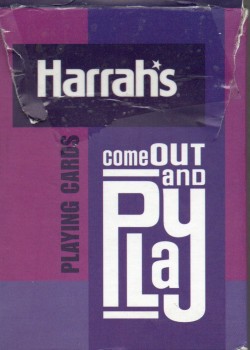 Harrah's
PLAYING CARDS
come OUT
and
PLay